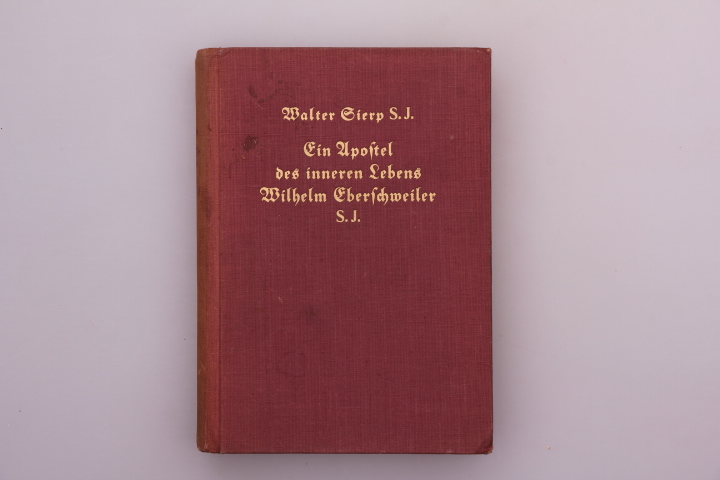 Walter Sierp S.J.
Ein Apoſtel
des inneren Lebens
Wilhelm Eberſchweiler
S.J.